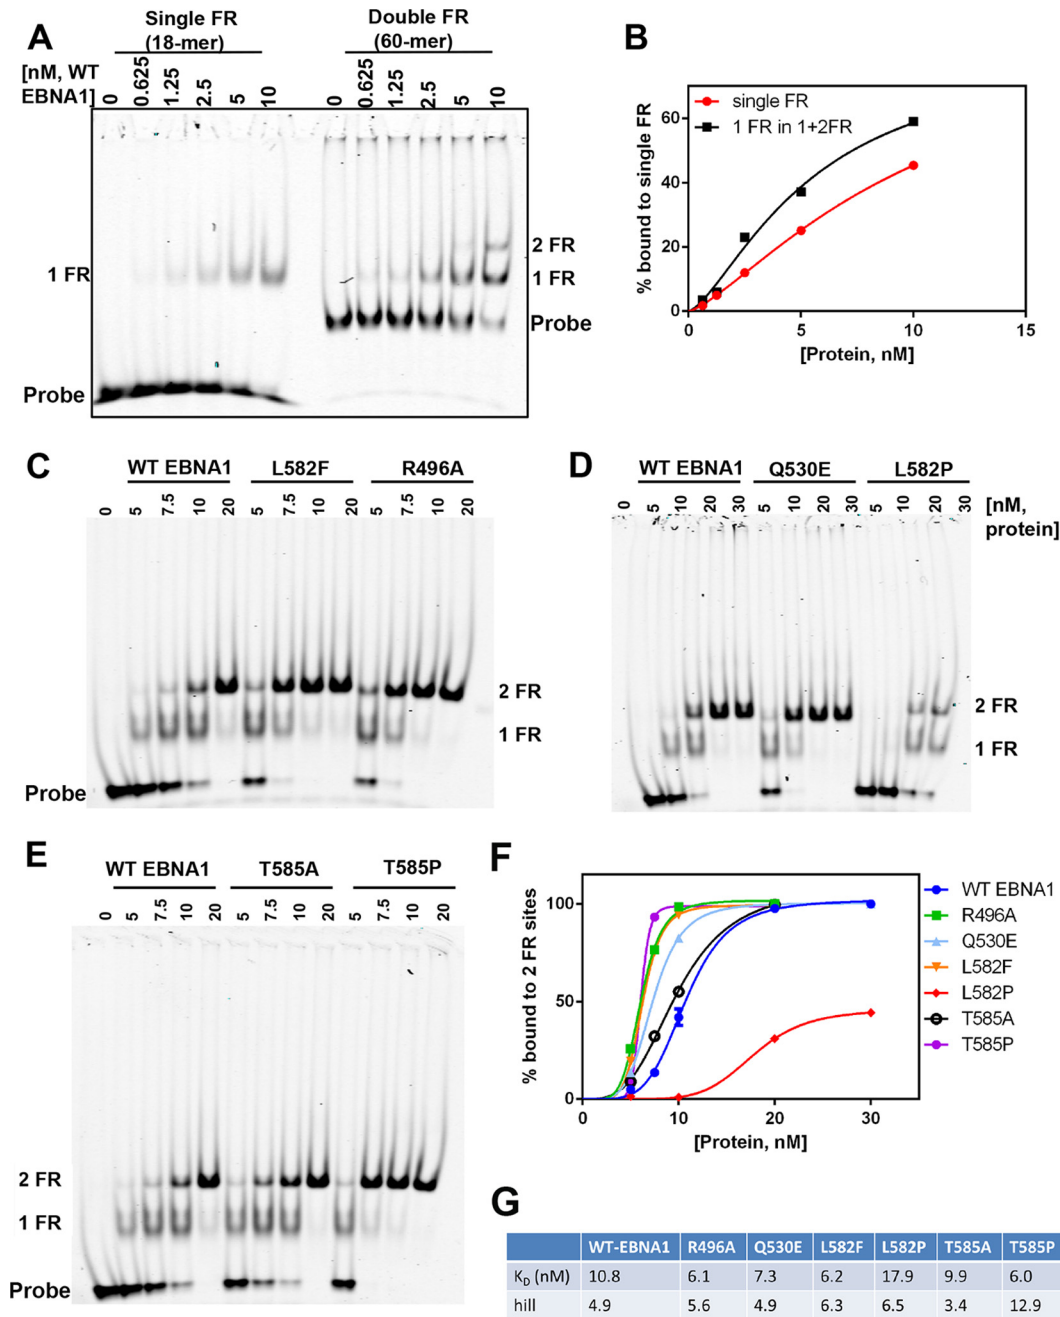 A
Single FR
(18-mer)
Double FR
(60-mer)
[nM, WT
EBNA1]
0 0.625 1.25 2.5 5 10
0 0.625 1.25 2.5 5 10
1 FR
Probe
2 FR
1 FR
Probe
B
single FR
1 FR in 1+2FR
% bound to single FR
60
40
20
0
0 5 10 15
[Protein, nM]
C
WT EBNA1 L582F R496A
0 5 7.5 10 20 5 7.5 10 20 5 7.5 10 20
2 FR
1 FR
Probe
D
WT EBNA1 Q530E L582P
0 5 10 20 30 5 10 20 30 5 10 20 30
[nM,
protein]
2 FR
1 FR
E
WT EBNA1 T585A T585P
0 5 7.5 10 20 5 7.5 10 20 5 7.5 10 20
2 FR
1 FR
Probe
F
% bound to 2 FR sites
100
50
0
0 10 20 30
[Protein, nM]
WT EBNA1
R496A
Q530E
L582F
L582P
T585A
T585P
G
WT-EBNA1 R496A Q530E L582F L582P T585A T585P
KD (nM) 10.8 6.1 7.3 6.2 17.9 9.9 6.0
hill 4.9 5.6 4.9 6.3 6.5 3.4 12.9